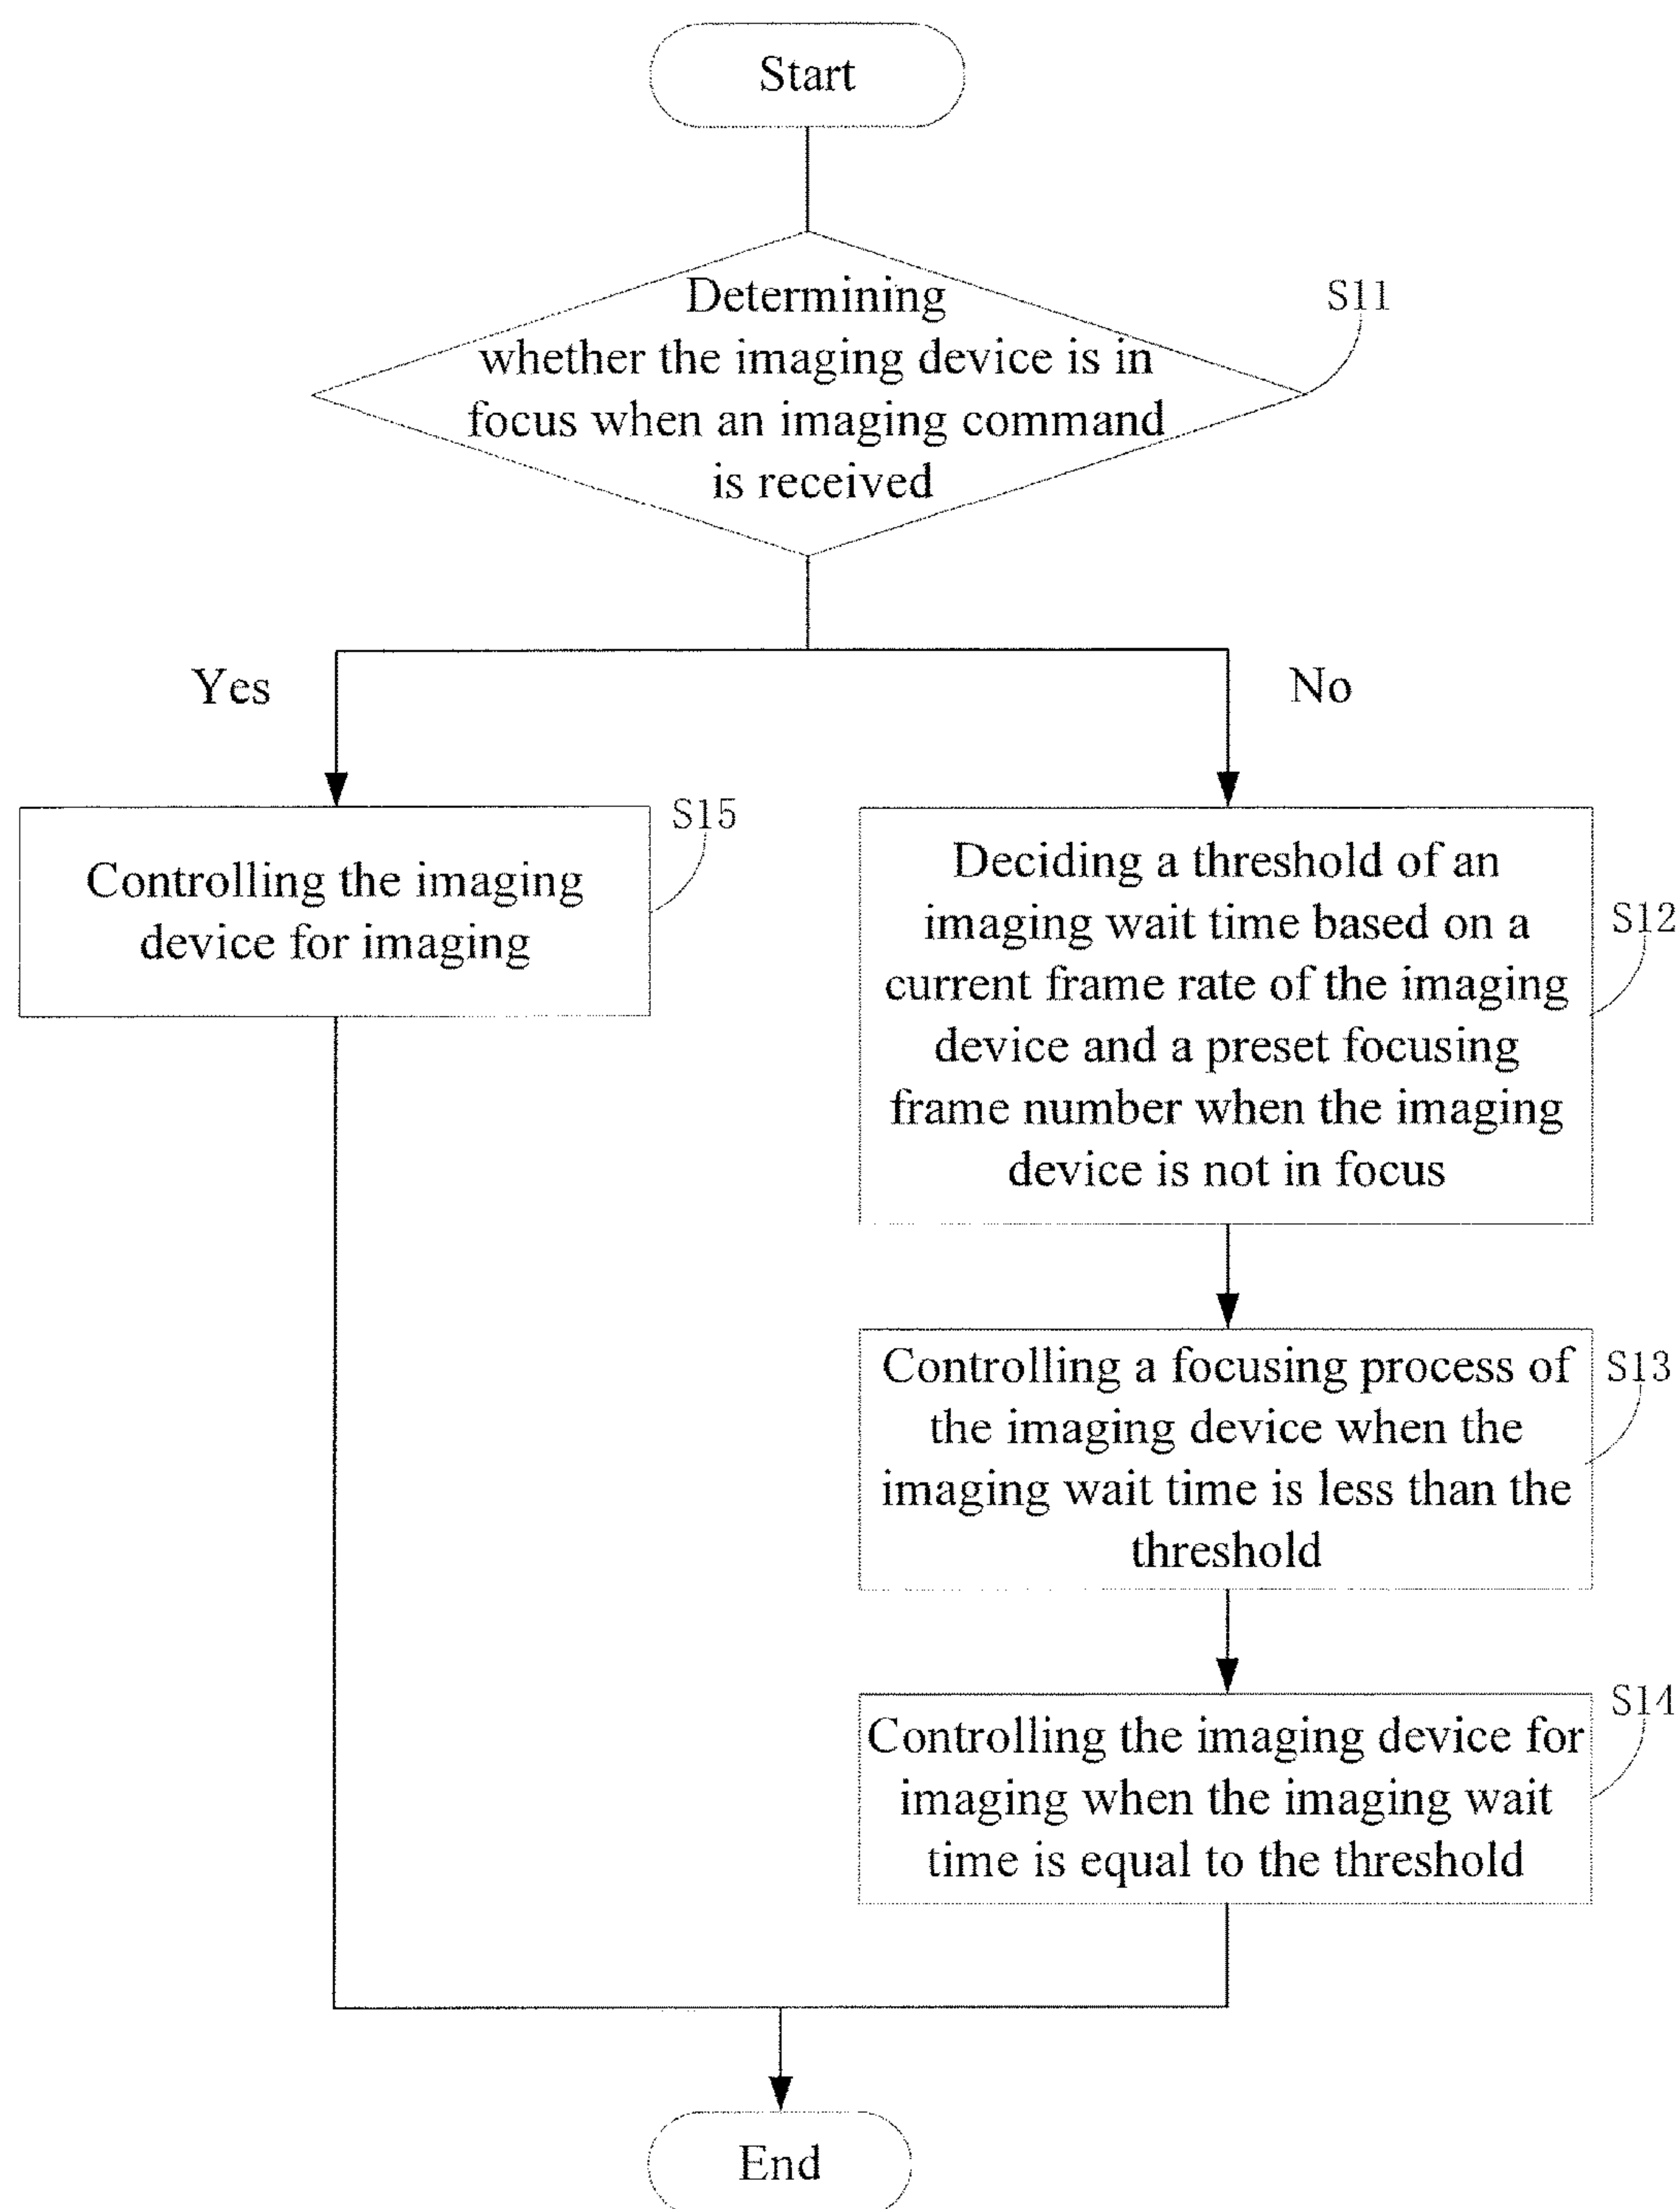 Start
Determining
whether the imaging device is in
focus when an imaging command
is received
S11
Yes
No
Controlling the imaging
device for imaging
S15
Deciding a threshold of an
imaging wait time based on a
current frame rate of the imaging
device and a preset focusing
frame number when the imaging
device is not in focus
S12
Controlling a focusing process of
the imaging device when the
imaging wait time is less than the
threshold
S13
Controlling the imaging device for
imaging when the imaging wait
time is equal to the threshold
S14
End